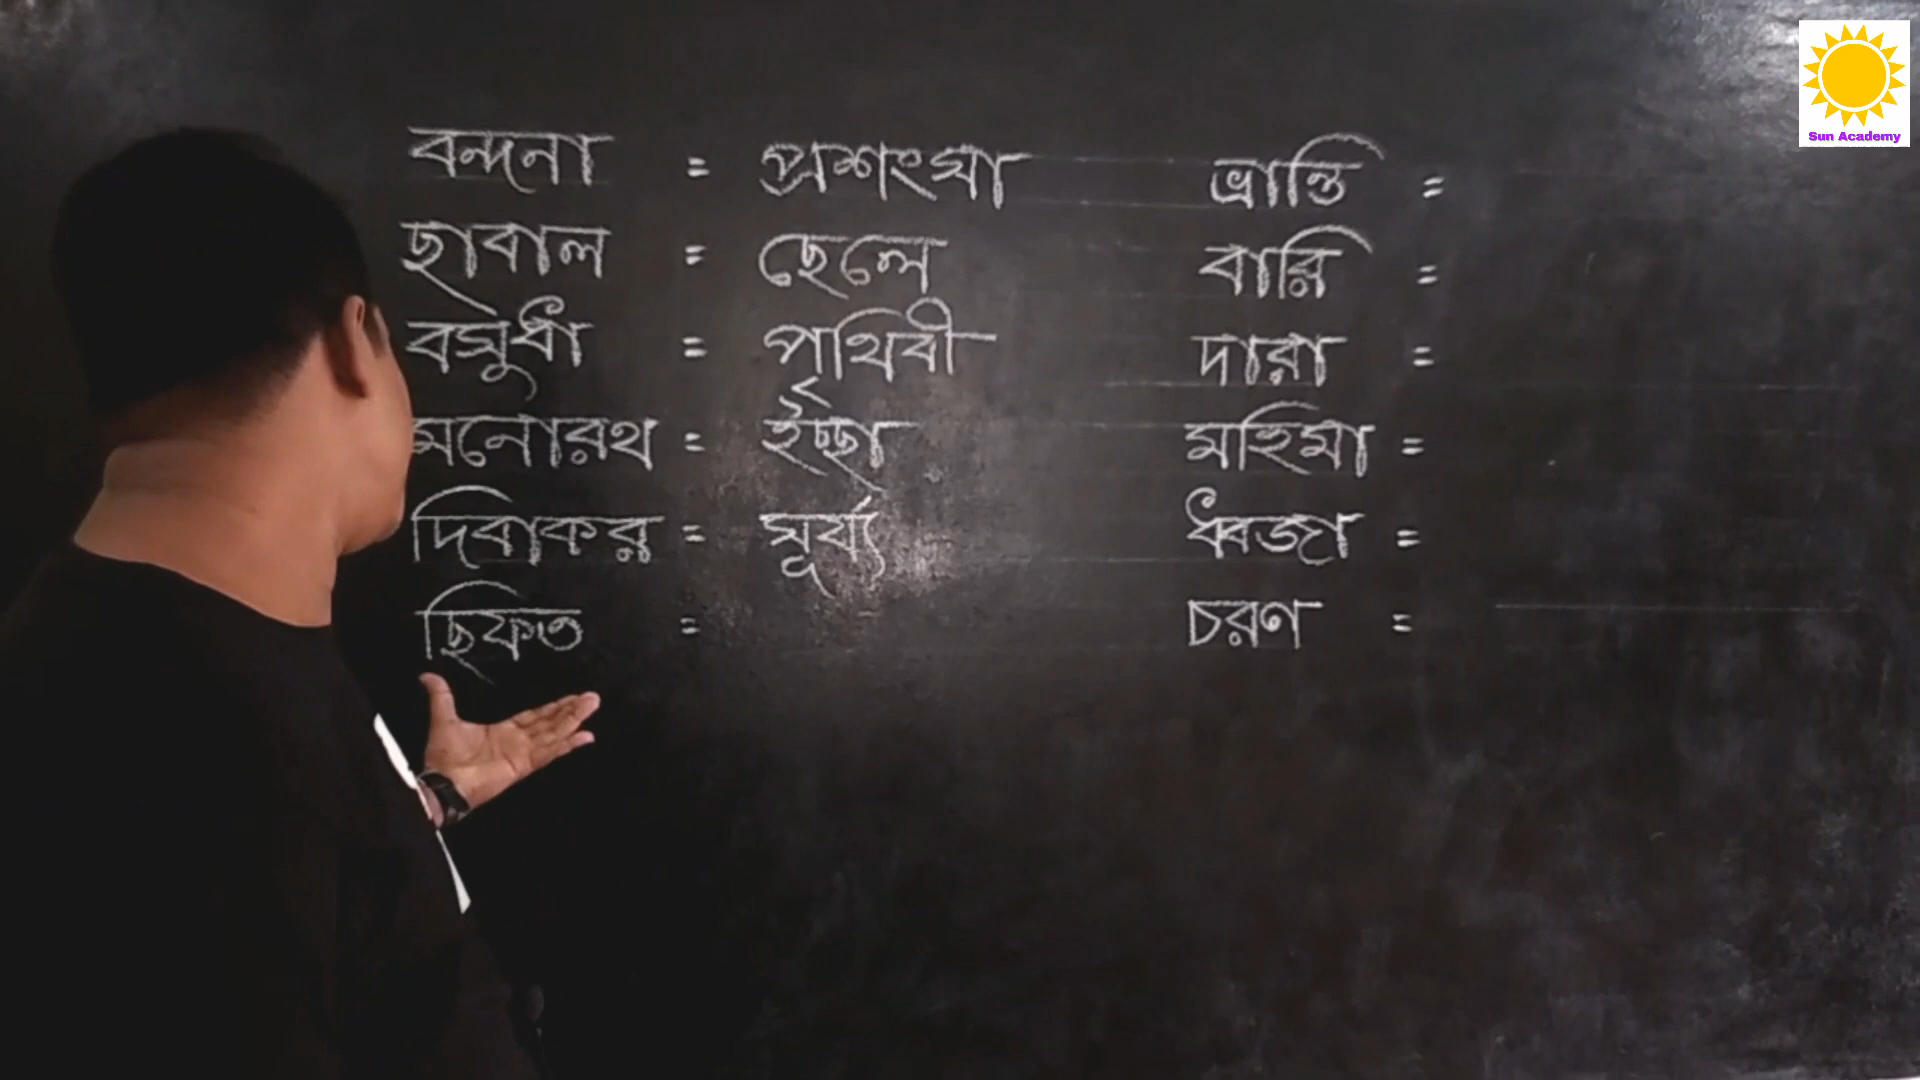 বন্দনা = প্রশংষা
ছাবাল = ছেলে
বসুধা = পৃথিবী
মনোরথ = ইচ্ছা
দিবাকর = সূর্য্য
ছিফত =
ভ্রান্তি =
বারি =
দারা =
মহিমা =
ধ্বজা =
চরণ =
Sun Academy